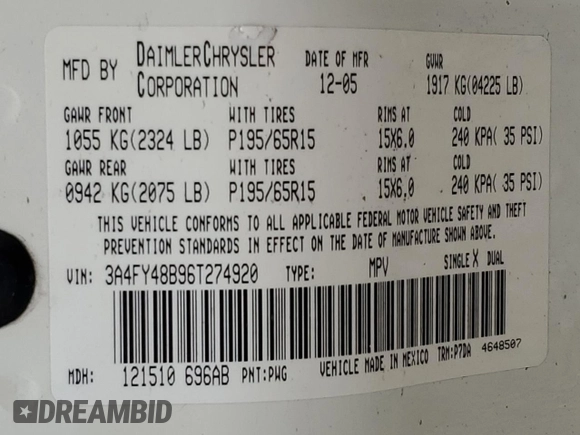 MFD BY DAIMLERCHRYSLER CORPORATION DATE OF MFR 12-05 GVWR 1917 KG(04225 LB)
GAWR FRONT WITH TIRES RIMS AT COLD
1055 KG(2324 LB) P195/65R15 15X6.0 240 KPA( 35 PSI)
GAWR REAR WITH TIRES RIMS AT COLD
0942 KG(2075 LB) P195/65R15 15X6.0 240 KPA( 35 PSI)
THIS VEHICLE CONFORMS TO ALL APPLICABLE FEDERAL MOTOR VEHICLE SAFETY AND THEFT
PREVENTION STANDARDS IN EFFECT ON THE DATE OF MANUFACTURE SHOWN ABOVE.
VIN: 3A4FY48B96T274920 TYPE: MPV SINGLE X DUAL
MDH: 121510 696AB PNT:PWG VEHICLE MADE IN MEXICO TRM:P7DA 4648507
DREAMBID